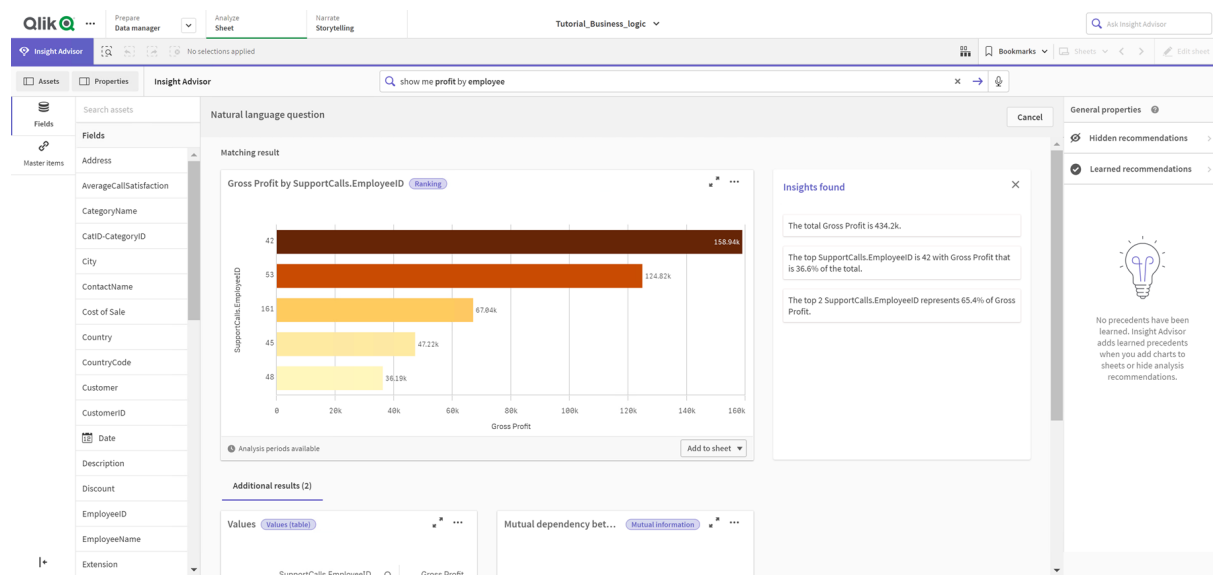 Qlik
Prepare
Data manager
Analyze
Sheet
Narrate
Storytelling
Tutorial_Business_logic
Ask Insight Advisor
Insight Advisor
No selections applied
Bookmarks
Sheets
Edit sheet
Assets
Properties
Insight Advisor
show me profit by employee
Fields
Master items
Search assets
Fields
Address
AverageCallSatisfaction
CategoryName
CatID-CategoryID
City
ContactName
Cost of Sale
Country
CountryCode
Customer
CustomerID
Date
Description
Discount
EmployeeID
EmployeeName
Extension
Natural language question
Cancel
Matching result
Gross Profit by SupportCalls.EmployeeID
Ranking
SupportCalls.EmployeeID
42
158.94k
53
124.82k
161
67.04k
45
47.22k
48
36.19k
0 20k 40k 60k 80k 100k 120k 140k 160k
Gross Profit
Analysis periods available
Add to sheet
Insights found
The total Gross Profit is 434.2k.
The top SupportCalls.EmployeeID is 42 with Gross Profit that
is 36.6% of the total.
The top 2 SupportCalls.EmployeeID represents 65.4% of Gross
Profit.
Additional results (2)
Values
Values (table)
SupportCalls.EmployeeID
Gross Profit
Mutual dependency bet...
Mutual information
General properties
Hidden recommendations
Learned recommendations
No precedents have been
learned. Insight Advisor
adds learned precedents
when you add charts to
sheets or hide analysis
recommendations.